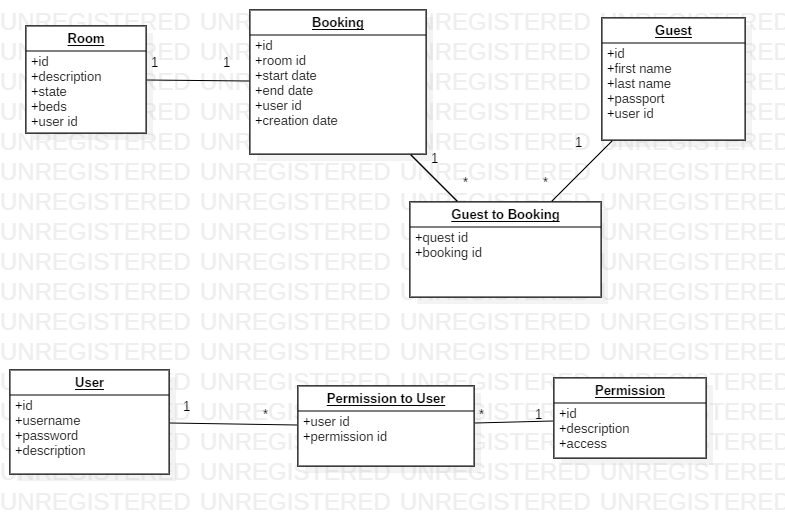 Room
+id
+description
+state
+beds
+user id
1
1
Booking
+id
+room id
+start date
+end date
+user id
+creation date
Guest
+id
+first name
+last name
+passport
+user id
1
*
*
1
Guest to Booking
+quest id
+booking id
User
+id
+username
+password
+description
1
*
Permission to User
+user id
+permission id
*
1
Permission
+id
+description
+access
UNREGISTERED